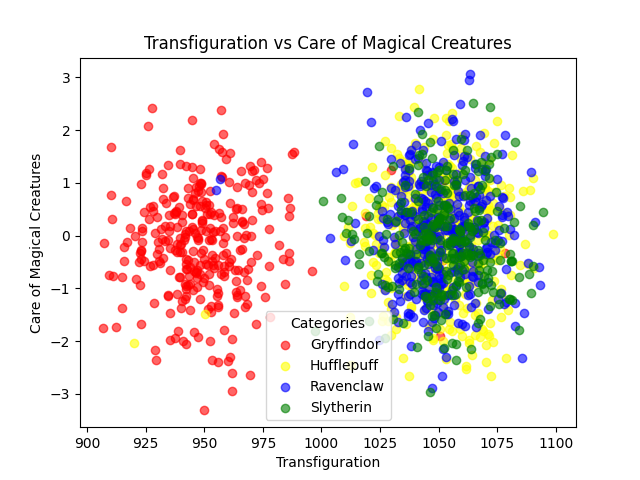 Transfiguration vs Care of Magical Creatures
Care of Magical Creatures
3
2
1
0
−1
−2
−3
Categories
Gryffindor
Hufflepuff
Ravenclaw
Slytherin
900 925 950 975 1000 1025 1050 1075 1100
Transfiguration